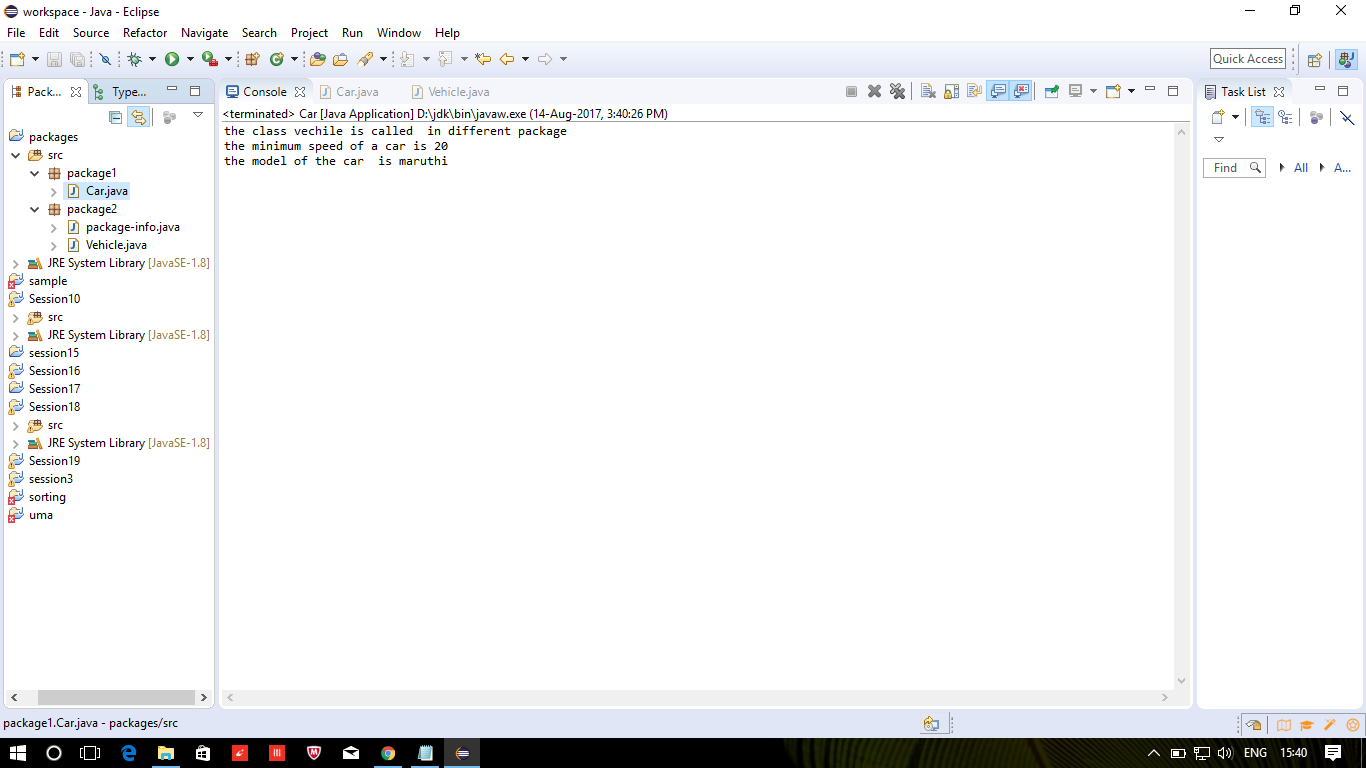 workspace - Java - Eclipse
File Edit Source Refactor Navigate Search Project Run Window Help
Quick Access
Pack... Type...
Console Car.java Vehicle.java
Task List
<terminated> Car [Java Application] D:\jdk\bin\javaw.exe (14-Aug-2017, 3:40:26 PM)
the class vechile is called  in different package
the minimum speed of a car is 20
the model of the car  is maruthi
packages
src
package1
Car.java
package2
package-info.java
Vehicle.java
JRE System Library [JavaSE-1.8]
sample
Session10
src
JRE System Library [JavaSE-1.8]
session15
Session16
Session17
Session18
src
JRE System Library [JavaSE-1.8]
Session19
session3
sorting
uma
Find All A...
package1.Car.java - packages/src
ENG 15:40